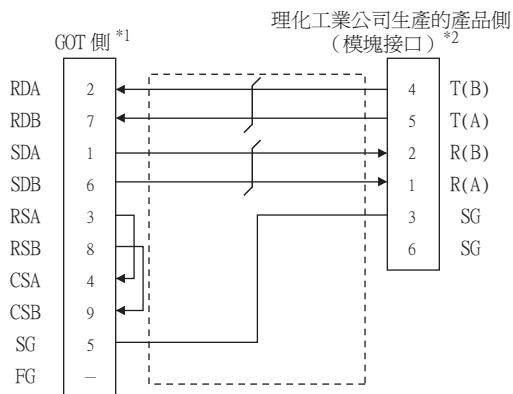 理化工業公司生產的產品側
GOT 側 *1 （模塊接口）*2
RDA 2 4 T(B)
RDB 7 5 T(A)
SDA 1 2 R(B)
SDB 6 1 R(A)
RSA 3 3 SG
RSB 8 6 SG
CSA 4
CSB 9
SG 5
FG —